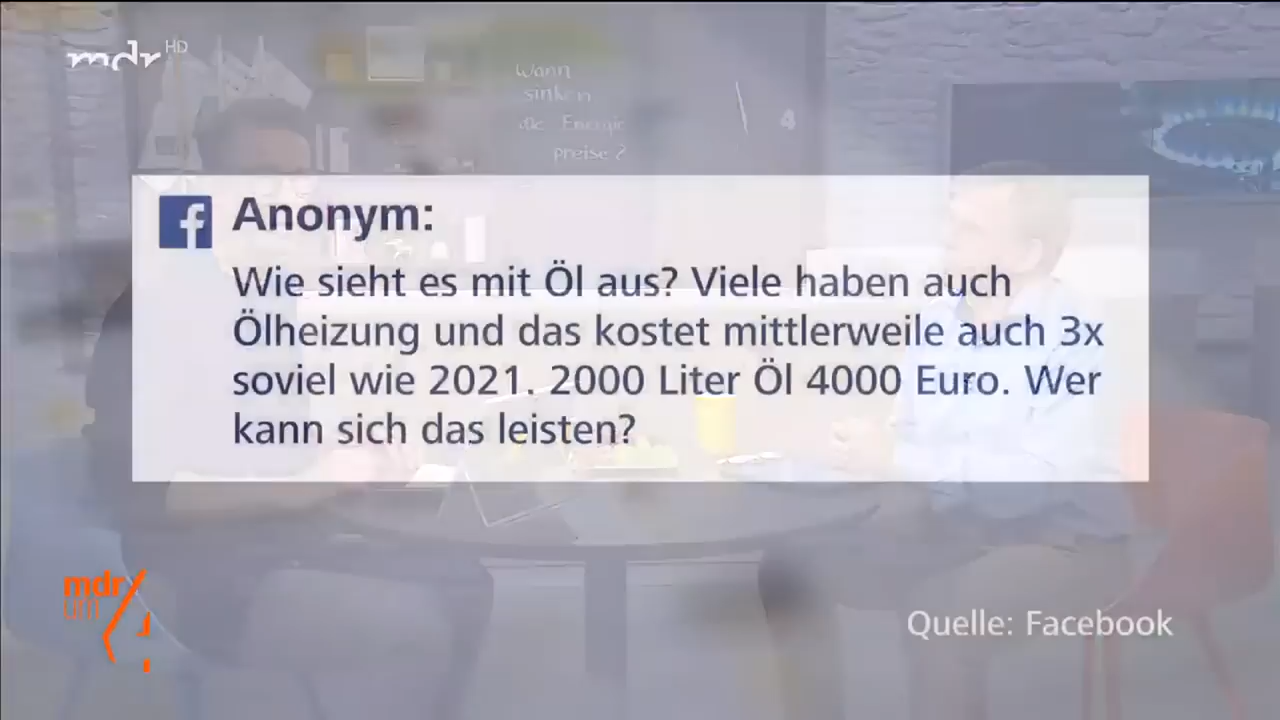 mdr HD
Wann
sinken
die Energie
preise?
4
Anonym:
Wie sieht es mit Öl aus? Viele haben auch
Ölheizung und das kostet mittlerweile auch 3x
soviel wie 2021. 2000 Liter Öl 4000 Euro. Wer
kann sich das leisten?
mdr
um
4
Quelle: Facebook